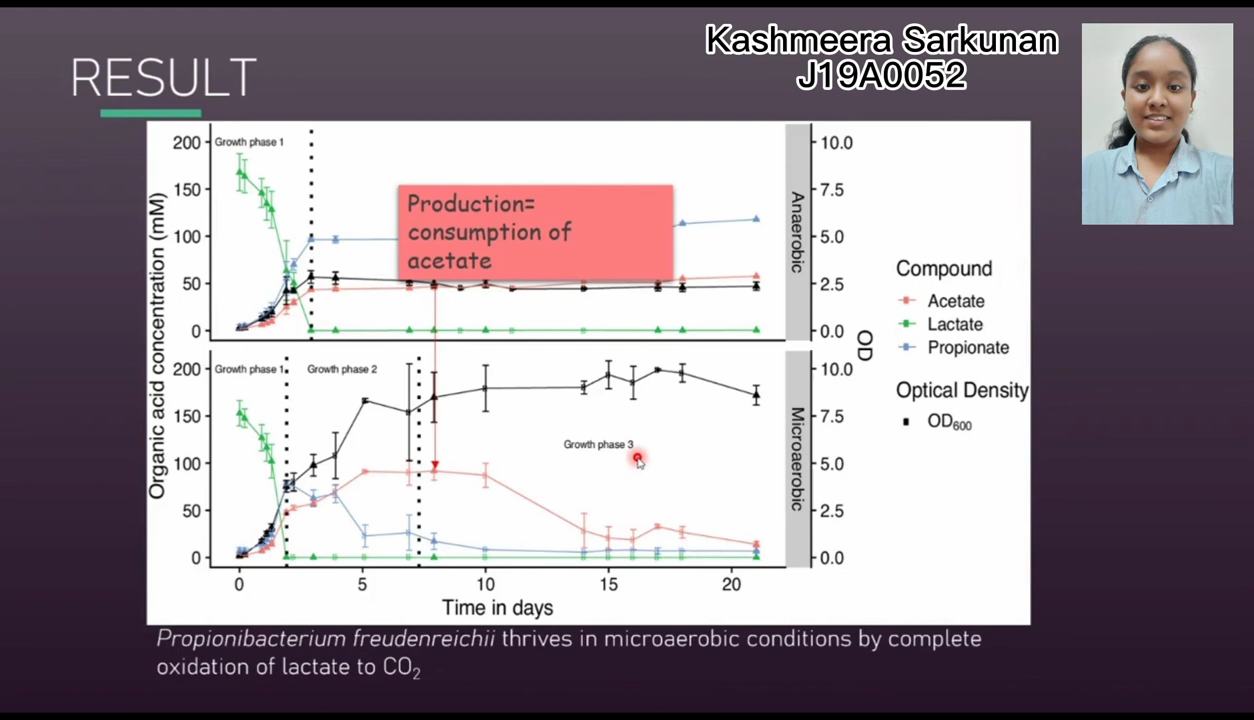 Kashmeera Sarkunan
J19A0052
RESULT
Growth phase 1
Production=
consumption of
acetate
200
150
100
50
0
10.0
7.5
5.0
2.5
0.0
Anaerobic
Growth phase 1
Growth phase 2
Growth phase 3
200
150
100
50
0
10.0
7.5
5.0
2.5
0.0
Microaerobic
Organic acid concentration (mM)
OD
0 5 10 15 20
Time in days
Compound
Acetate
Lactate
Propionate
Optical Density
OD₆₀₀
Propionibacterium freudenreichii thrives in microaerobic conditions by complete
oxidation of lactate to CO₂